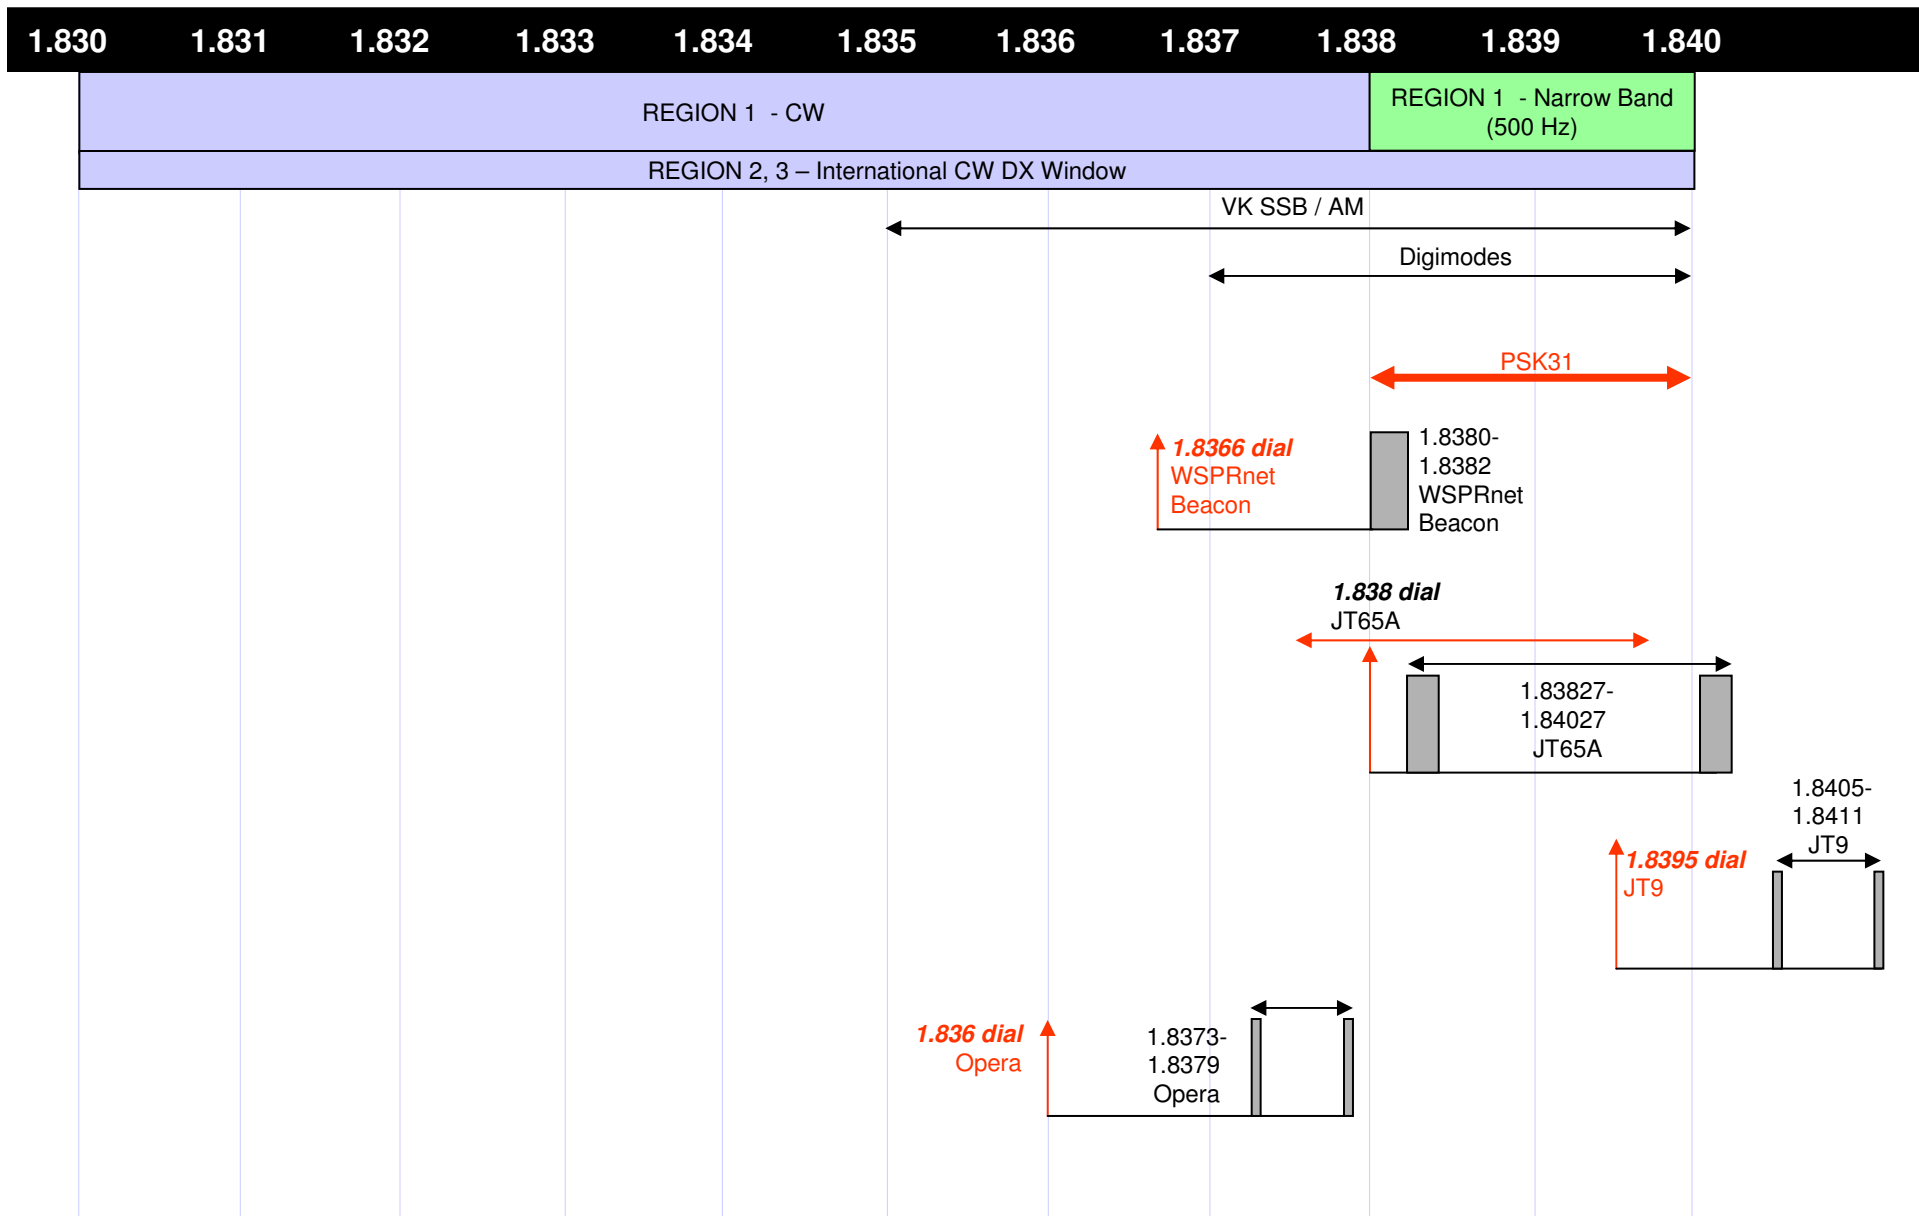 1.830 1.831 1.832 1.833 1.834 1.835 1.836 1.837 1.838 1.839 1.840
REGION 1 - CW
REGION 1 - Narrow Band
(500 Hz)
REGION 2, 3 – International CW DX Window
VK SSB / AM
Digimodes
PSK31
1.8366 dial
WSPRnet
Beacon
1.8380-
1.8382
WSPRnet
Beacon
1.838 dial
JT65A
1.83827-
1.84027
JT65A
1.8405-
1.8411
JT9
1.8395 dial
JT9
1.836 dial
Opera
1.8373-
1.8379
Opera